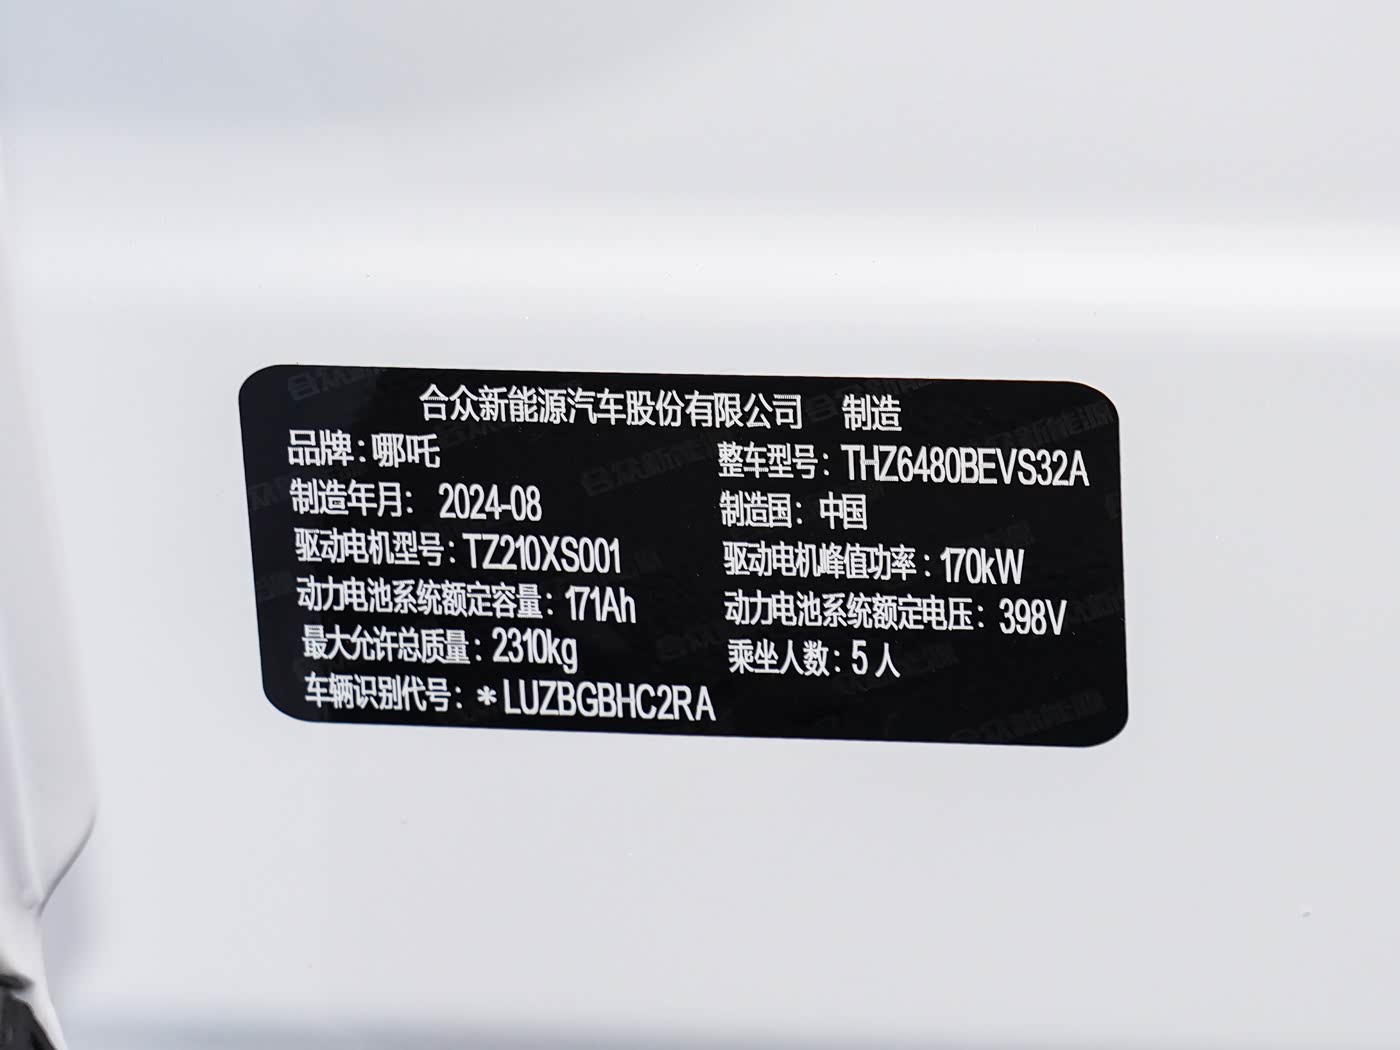 合众新能源汽车股份有限公司 制造
品牌：哪吒 整车型号：THZ6480BEVS32A
制造年月：2024-08 制造国：中国
驱动电机型号：TZ210XS001 驱动电机峰值功率：170kW
动力电池系统额定容量：171Ah 动力电池系统额定电压：398V
最大允许总质量：2310kg 乘坐人数：5人
车辆识别代号：*LUZBGBHC2RA